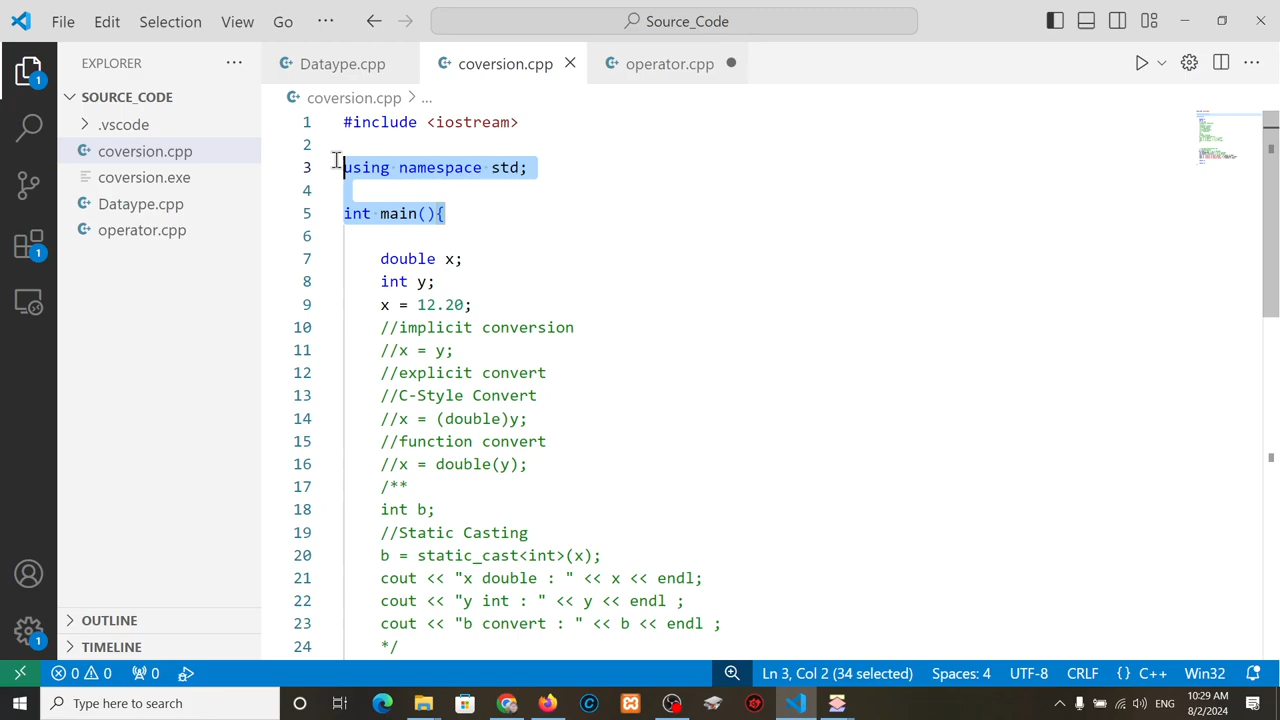 File Edit Selection View Go ··· Source_Code
EXPLORER ···
Dataype.cpp
coversion.cpp
operator.cpp
SOURCE_CODE
.vscode
coversion.cpp
coversion.exe
Dataype.cpp
operator.cpp
OUTLINE
TIMELINE
1
1
1
coversion.cpp > ...
1 #include <iostream>
2
3 using namespace std;
4
5 int main(){
6
7 double x;
8 int y;
9 x = 12.20;
10 //implicit conversion
11 //x = y;
12 //explicit convert
13 //C-Style Convert
14 //x = (double)y;
15 //function convert
16 //x = double(y);
17 /**
18 int b;
19 //Static Casting
20 b = static_cast<int>(x);
21 cout << "x double : " << x << endl;
22 cout << "y int : " << y << endl ;
23 cout << "b convert : " << b << endl ;
24 */
0 0 0 Ln 3, Col 2 (34 selected) Spaces: 4 UTF-8 CRLF {} C++ Win32
Type here to search
ENG
10:29 AM
8/2/2024